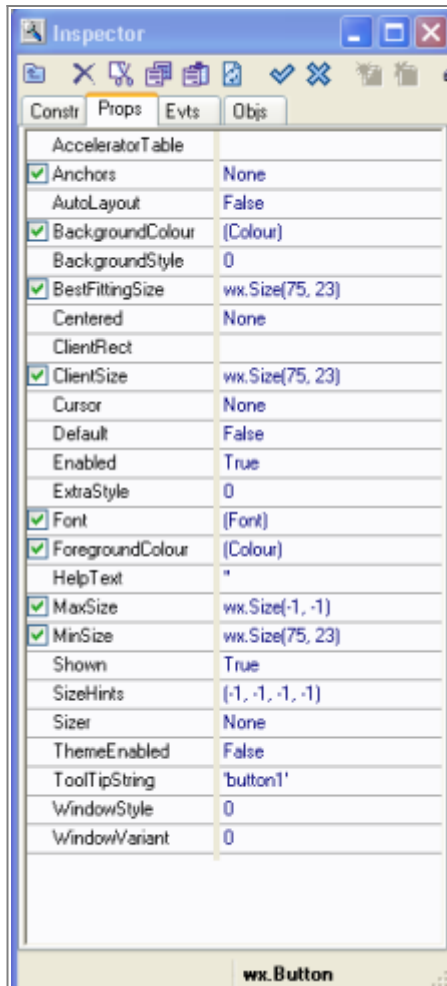 Inspector
Constr Props Evts Objs
AcceleratorTable
Anchors None
AutoLayout False
BackgroundColour (Colour)
BackgroundStyle 0
BestFittingSize wx.Size(75, 23)
Centered None
ClientRect
ClientSize wx.Size(75, 23)
Cursor None
Default False
Enabled True
ExtraStyle 0
Font (Font)
ForegroundColour (Colour)
HelpText ''
MaxSize wx.Size(-1, -1)
MinSize wx.Size(75, 23)
Shown True
SizeHints (-1, -1, -1, -1)
Sizer None
ThemeEnabled False
ToolTipString 'button1'
WindowStyle 0
WindowVariant 0
wx.Button